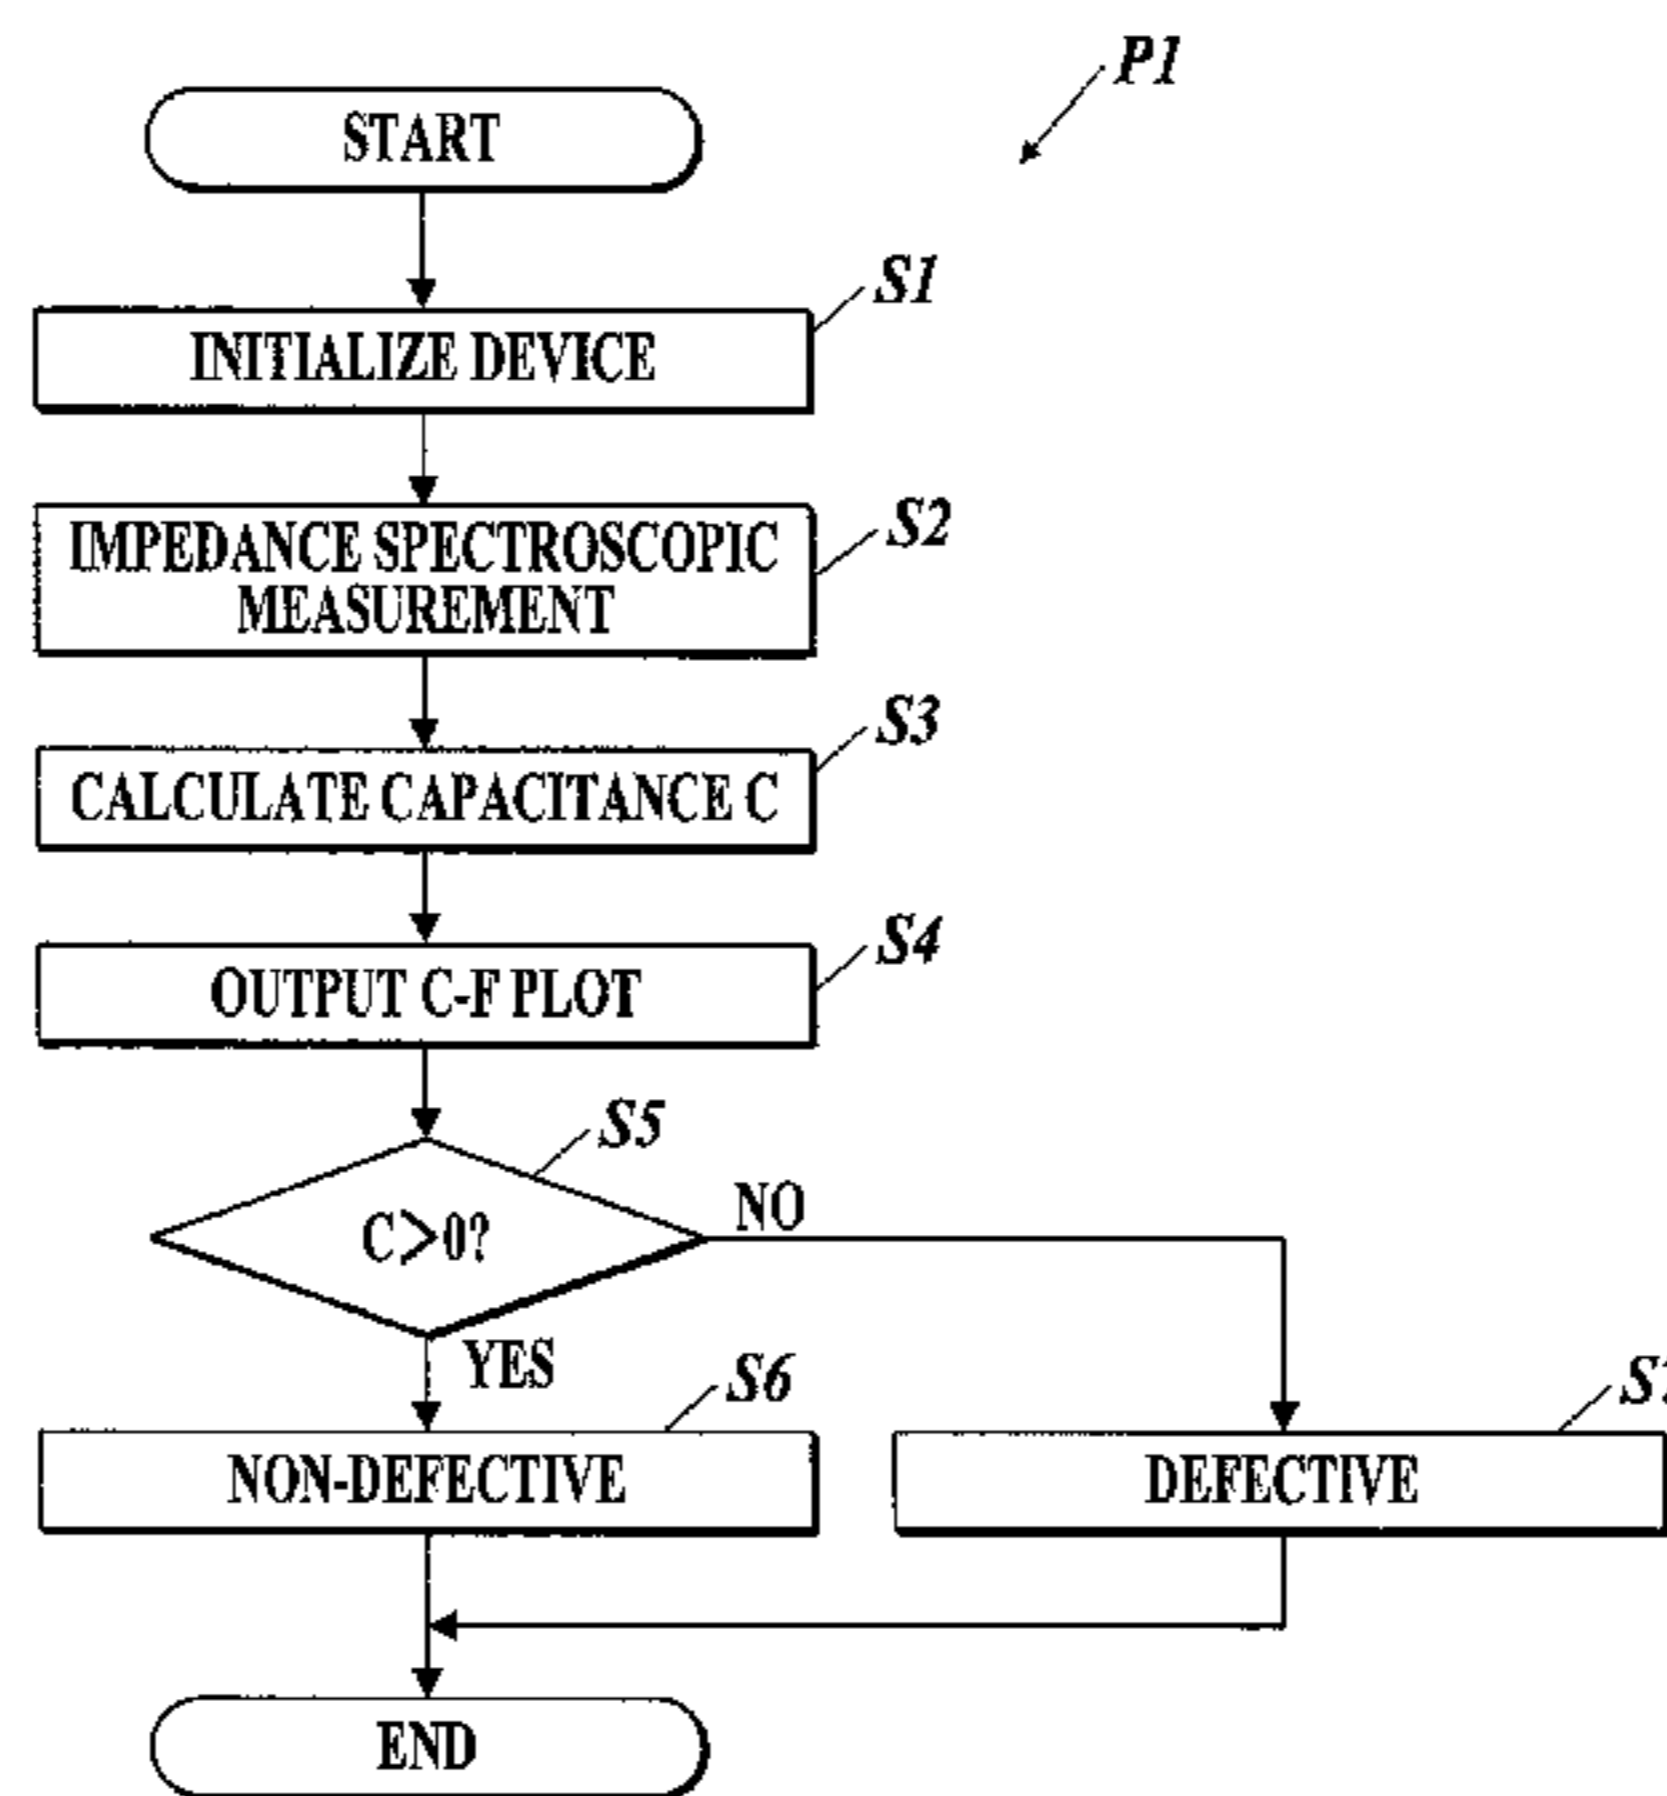 P1
START
S1
INITIALIZE DEVICE
S2
IMPEDANCE SPECTROSCOPIC
MEASUREMENT
S3
CALCULATE CAPACITANCE C
S4
OUTPUT C-F PLOT
S5
C>0?
NO
YES
S6
NON-DEFECTIVE
DEFECTIVE
END